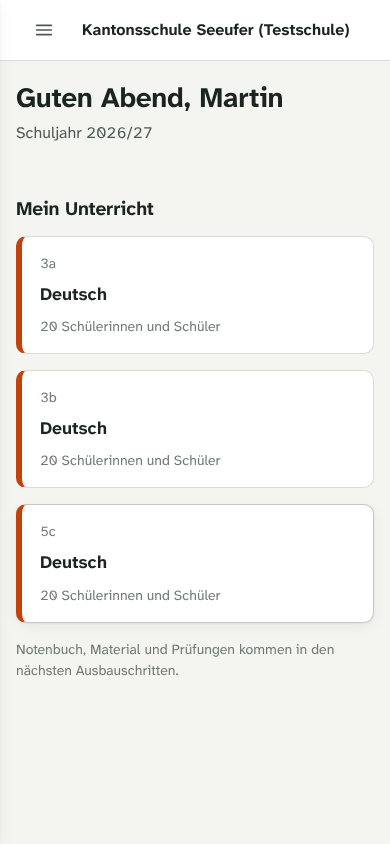 Kantonsschule Seeufer (Testschule)
Guten Abend, Martin
Schuljahr 2026/27
Mein Unterricht
3a
Deutsch
20 Schülerinnen und Schüler
3b
Deutsch
20 Schülerinnen und Schüler
5c
Deutsch
20 Schülerinnen und Schüler
Notenbuch, Material und Prüfungen kommen in den
nächsten Ausbauschritten.